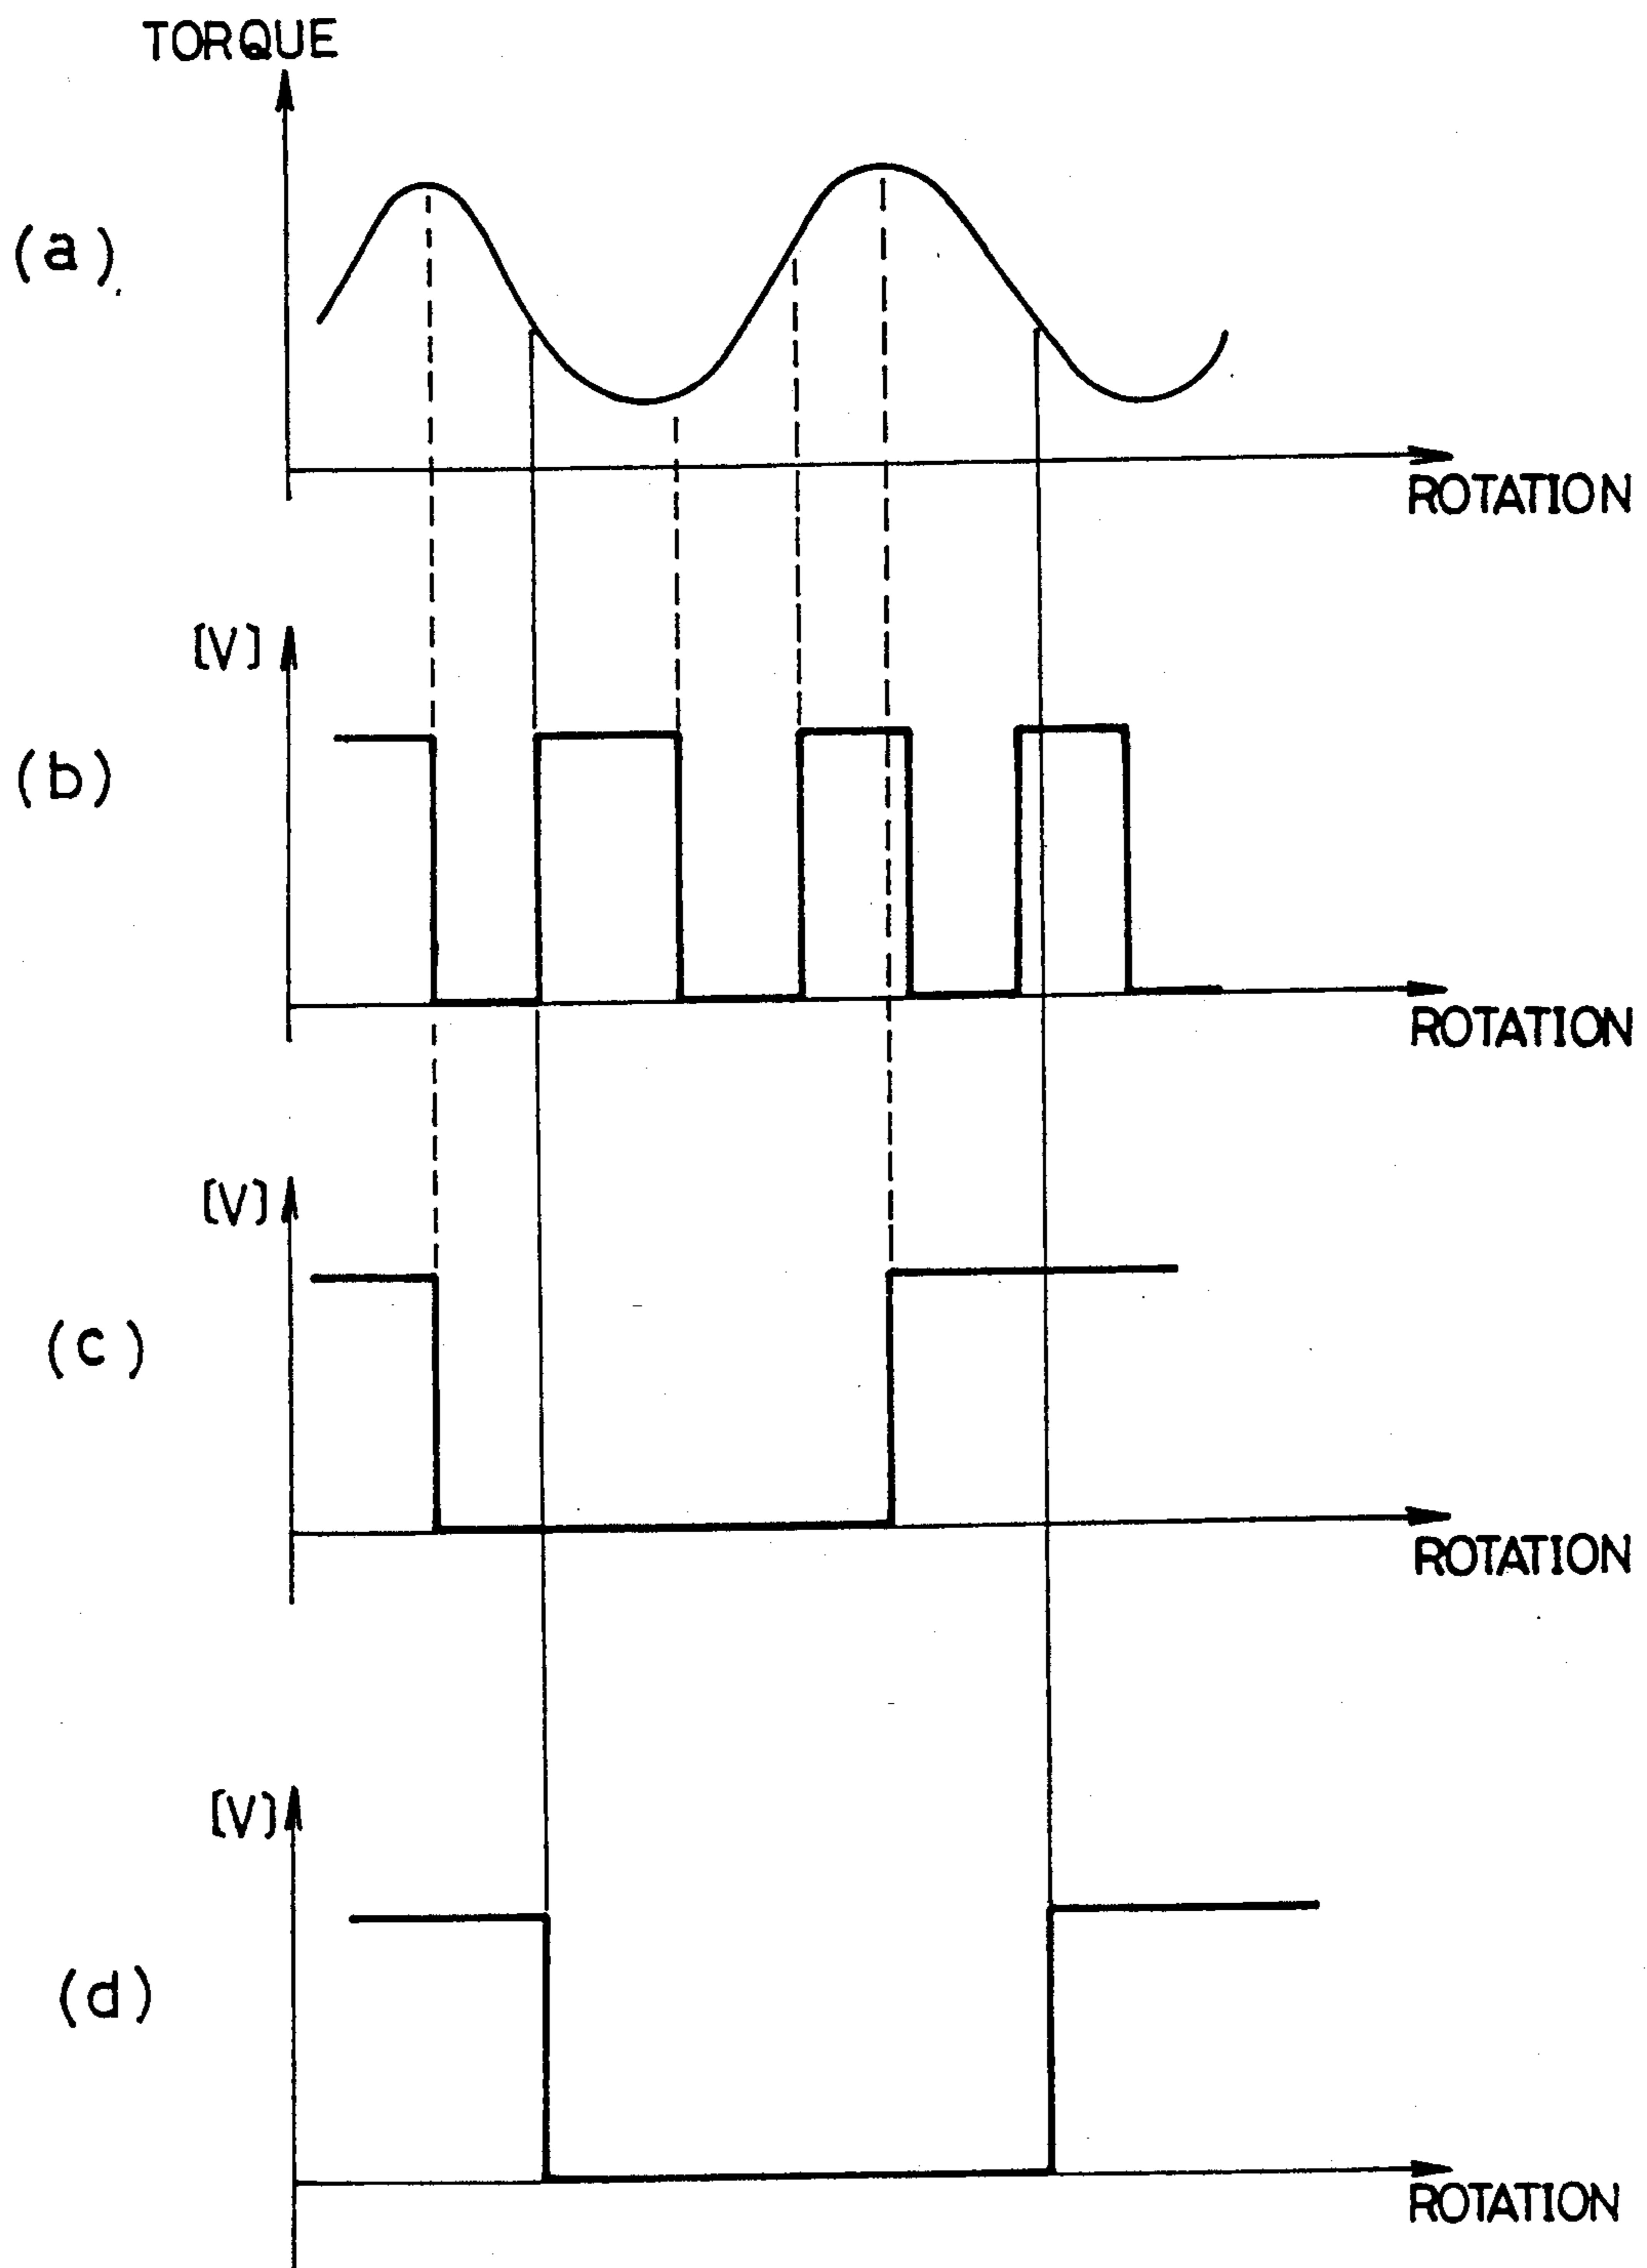 TORQUE
(a)
ROTATION
[V]
(b)
ROTATION
[V]
(c)
ROTATION
[V]
(d)
ROTATION